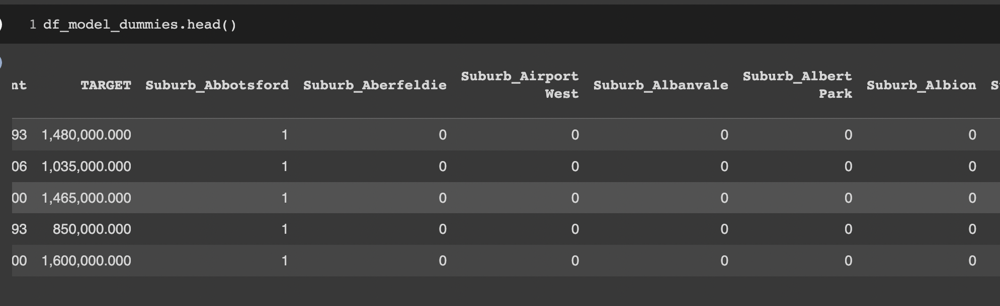 1 df_model_dummies.head()
nt TARGET Suburb_Abbotsford Suburb_Aberfeldie Suburb_Airport West Suburb_Albanvale Suburb_Albert Park Suburb_Albion S
93 1,480,000.000 1 0 0 0 0 0
06 1,035,000.000 1 0 0 0 0 0
00 1,465,000.000 1 0 0 0 0 0
93 850,000.000 1 0 0 0 0 0
00 1,600,000.000 1 0 0 0 0 0